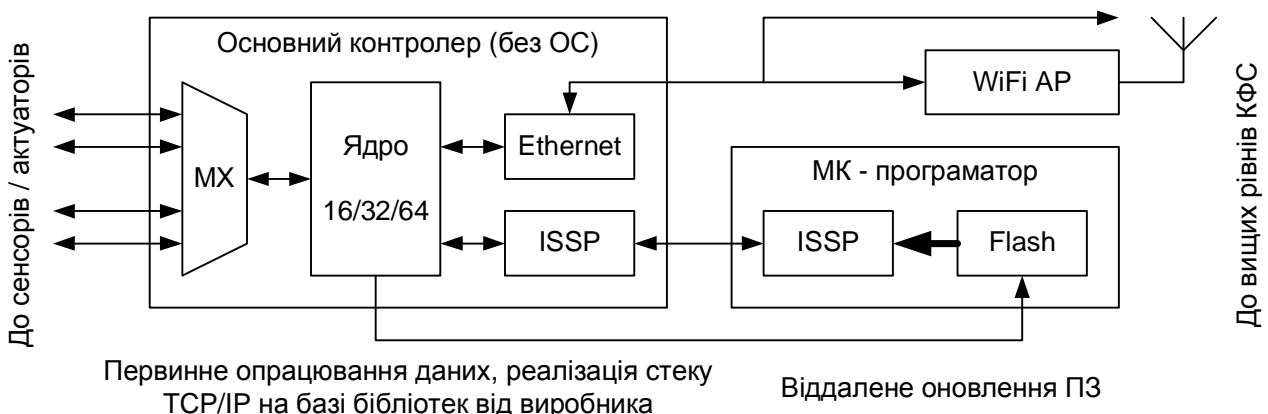 До сенсорів / актуаторів
Основний контролер (без ОС)
MX
Ядро
16/32/64
Ethernet
ISSP
WiFi AP
МК - програматор
ISSP
Flash
До вищих рівнів КФС
Первинне опрацювання даних, реалізація стеку
TCP/IP на базі бібліотек від виробника
Віддалене оновлення ПЗ